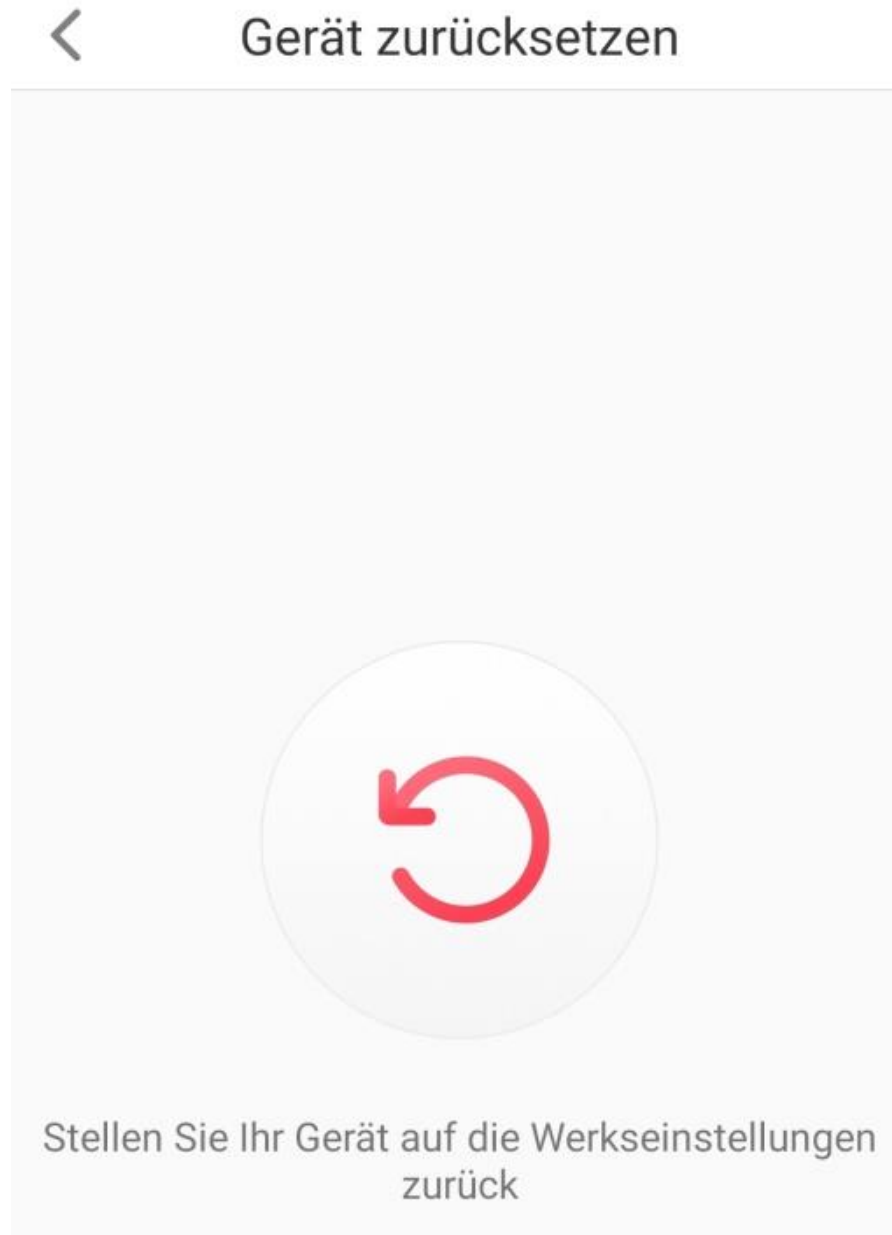 Gerät zurücksetzen
Stellen Sie Ihr Gerät auf die Werkseinstellungen
zurück